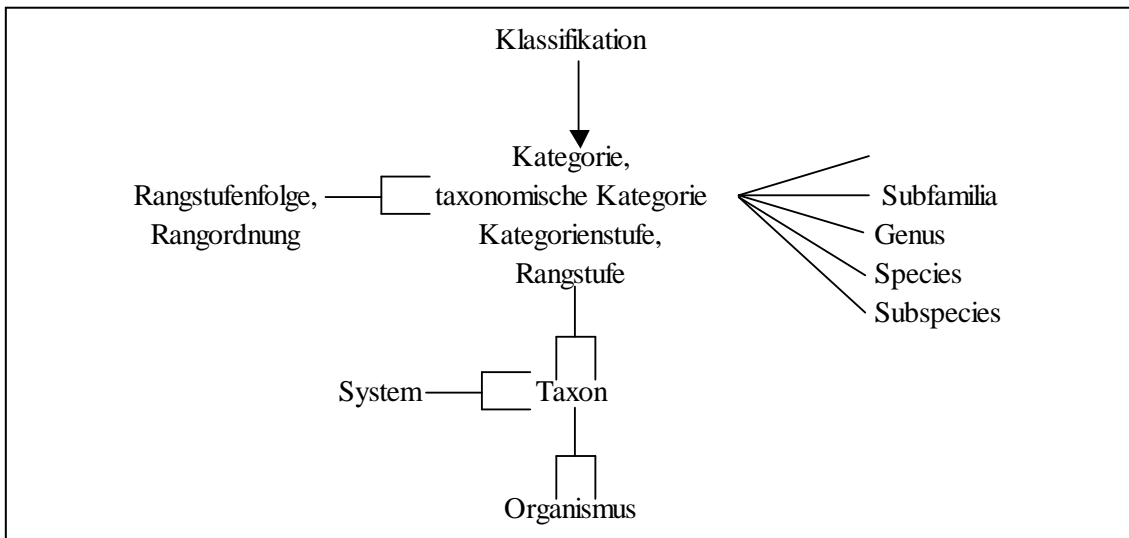 Klassifikation
Kategorie,
Rangstufenfolge, taxonomische Kategorie Subfamilia
Rangordnung Kategorienstufe, Genus
Rangstufe Species
Subspecies
System Taxon
Organismus